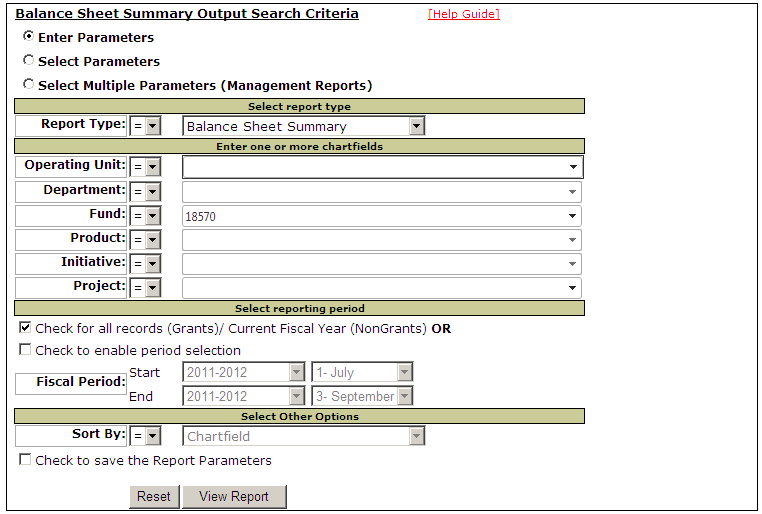 Balance Sheet Summary Output Search Criteria [Help Guide]
Enter Parameters
Select Parameters
Select Multiple Parameters (Management Reports)
Select report type
Report Type: = Balance Sheet Summary
Enter one or more chartfields
Operating Unit: =
Department: =
Fund: = 18570
Product: =
Initiative: =
Project: =
Select reporting period
Check for all records (Grants)/ Current Fiscal Year (NonGrants) OR
Check to enable period selection
Fiscal Period: Start 2011-2012 1- July
End 2011-2012 3- September
Select Other Options
Sort By: = Chartfield
Check to save the Report Parameters
Reset View Report